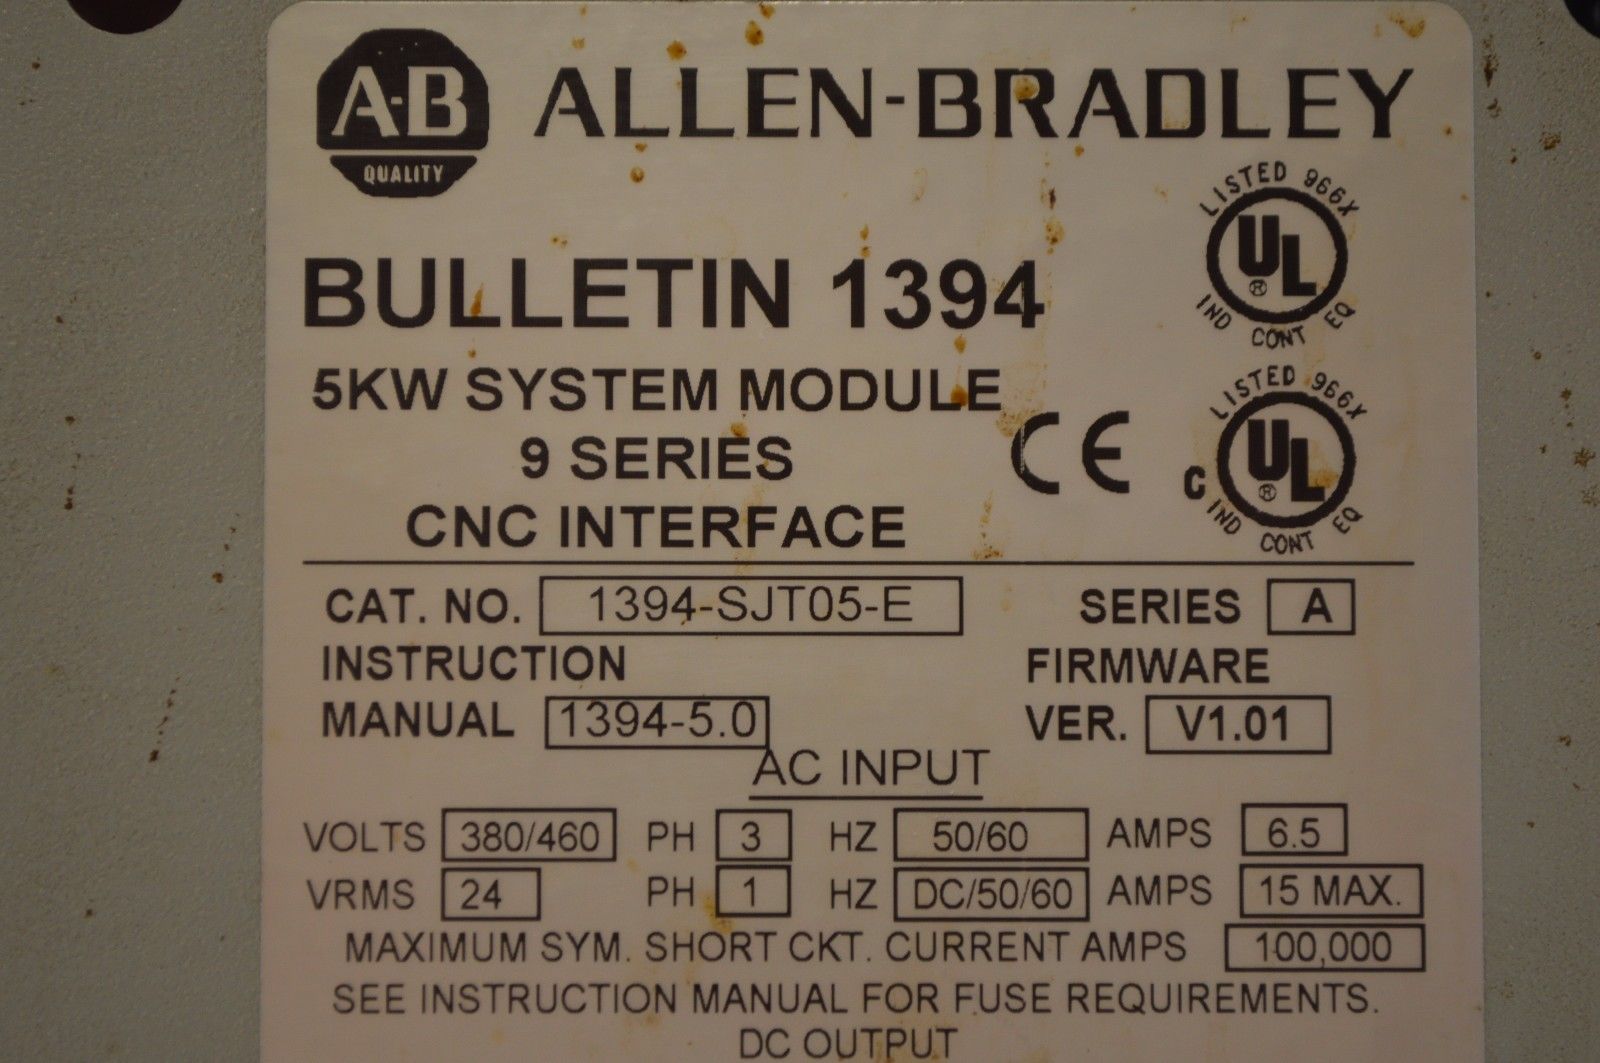 A-B
QUALITY
ALLEN-BRADLEY
LISTED 966X
UL
®
IND CONT EQ
BULLETIN 1394
5KW SYSTEM MODULE
9 SERIES
CNC INTERFACE
CE
LISTED 966X
C UL
®
IND CONT EQ
CAT. NO. 1394-SJT05-E SERIES A
INSTRUCTION FIRMWARE
MANUAL 1394-5.0 VER. V1.01
AC INPUT
VOLTS 380/460 PH 3 HZ 50/60 AMPS 6.5
VRMS 24 PH 1 HZ DC/50/60 AMPS 15 MAX.
MAXIMUM SYM. SHORT CKT. CURRENT AMPS 100,000
SEE INSTRUCTION MANUAL FOR FUSE REQUIREMENTS.
DC OUTPUT